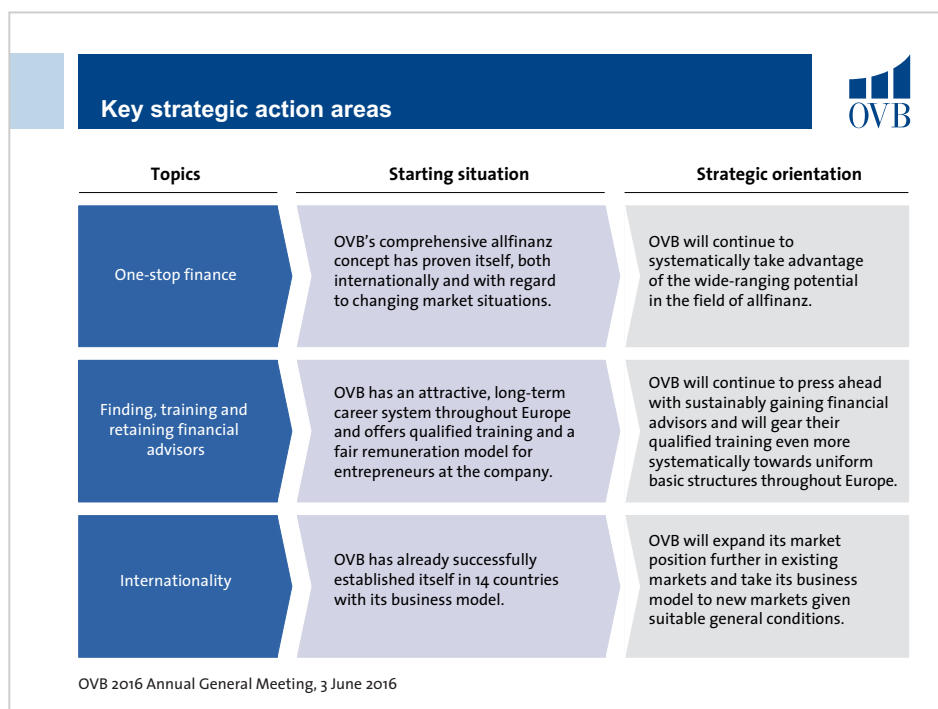 Key strategic action areas
OVB
Topics
Starting situation
Strategic orientation
One-stop finance
OVB's comprehensive allfinanz
concept has proven itself, both
internationally and with regard
to changing market situations.
OVB will continue to
systematically take advantage
of the wide-ranging potential
in the field of allfinanz.
Finding, training and
retaining financial
advisors
OVB has an attractive, long-term
career system throughout Europe
and offers qualified training and a
fair remuneration model for
entrepreneurs at the company.
OVB will continue to press ahead
with sustainably gaining financial
advisors and will gear their
qualified training even more
systematically towards uniform
basic structures throughout Europe.
Internationality
OVB has already successfully
established itself in 14 countries
with its business model.
OVB will expand its market
position further in existing
markets and take its business
model to new markets given
suitable general conditions.
OVB 2016 Annual General Meeting, 3 June 2016